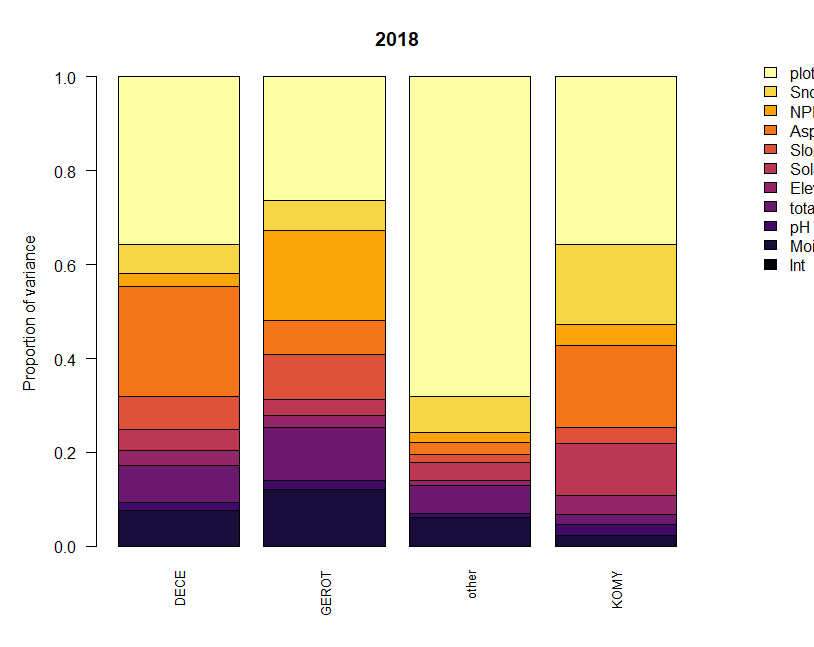 2018
1.0
0.8
0.6
0.4
0.2
0.0
Proportion of variance
DECE
GEROT
other
KOMY
plot
Sno
NPI
Asp
Slo
Sol
Ele
tota
pH
Moi
Int